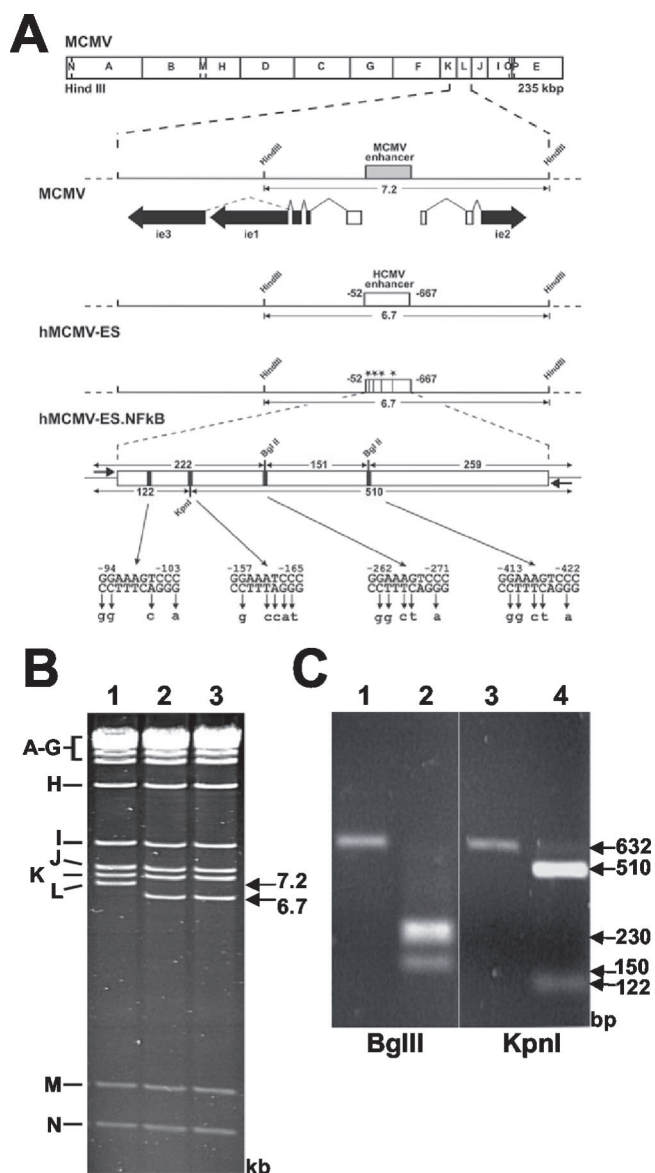 A
MCMV
N A B M H D C G F K L J I O P E
Hind III 235 kbp
HindIII MCMV enhancer HindIII
MCMV 7.2
ie3 ie1 ie2
HindIII HCMV enhancer HindIII
-52 -667
hMCMV-ES 6.7
HindIII **** HindIII
-52 -667
hMCMV-ES.NFkB 6.7
Bgl II Bgl II
222 151 259
122 KpnI 510
-94 -103 -157 -165 -262 -271 -413 -422
GGAAAGTCCC GGAAATCCC GGAAAGTCCC GGAAAGTCCC
CCTTTCAGGG CCTTTAGGG CCTTTCAGGG CCTTTCAGGG
gg c a g ccat gg ct a gg ct a
B
1 2 3
A-G
H
I
J
K
L
7.2
6.7
M
N
kb
C
1 2 3 4
632
510
230
150
122
bp
BglII KpnI